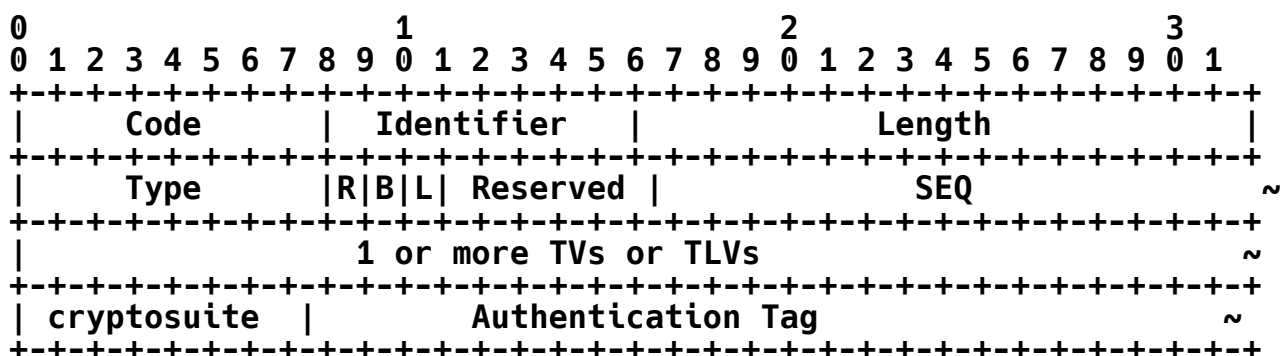 0                   1                   2                   3
0 1 2 3 4 5 6 7 8 9 0 1 2 3 4 5 6 7 8 9 0 1 2 3 4 5 6 7 8 9 0 1
+-+-+-+-+-+-+-+-+-+-+-+-+-+-+-+-+-+-+-+-+-+-+-+-+-+-+-+-+-+-+-+-+
|     Code      |  Identifier   |            Length             |
+-+-+-+-+-+-+-+-+-+-+-+-+-+-+-+-+-+-+-+-+-+-+-+-+-+-+-+-+-+-+-+-+
|     Type      |R|B|L| Reserved |             SEQ               ~
+-+-+-+-+-+-+-+-+-+-+-+-+-+-+-+-+-+-+-+-+-+-+-+-+-+-+-+-+-+-+-+-+
|                 1 or more TVs or TLVs                         ~
+-+-+-+-+-+-+-+-+-+-+-+-+-+-+-+-+-+-+-+-+-+-+-+-+-+-+-+-+-+-+-+-+
| cryptosuite  |        Authentication Tag                     ~
+-+-+-+-+-+-+-+-+-+-+-+-+-+-+-+-+-+-+-+-+-+-+-+-+-+-+-+-+-+-+-+-+